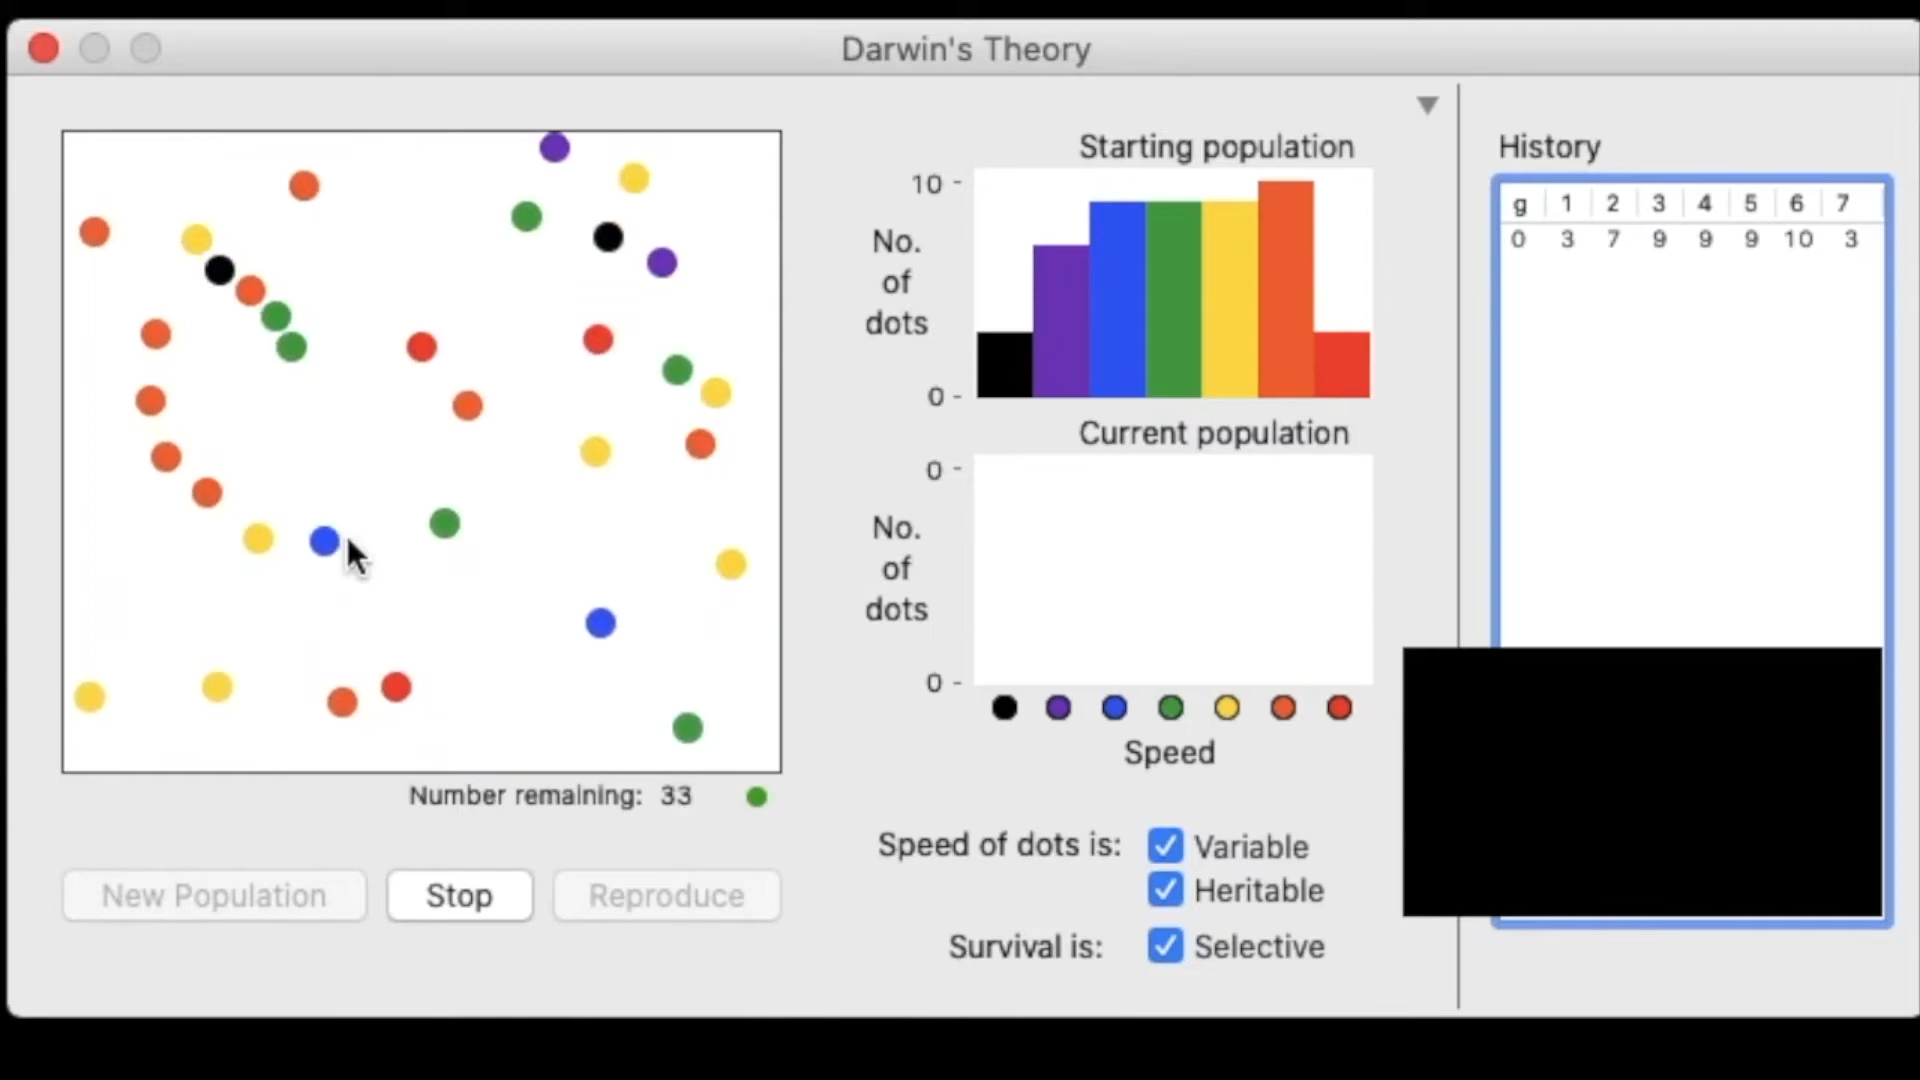 Darwin's Theory
Number remaining: 33
New Population
Stop
Reproduce
Starting population
10 -
No.
of
dots
0 -
Current population
0 -
No.
of
dots
0 -
Speed
Speed of dots is:
Variable
Heritable
Survival is:
Selective
History
g 1 2 3 4 5 6 7
0 3 7 9 9 9 10 3